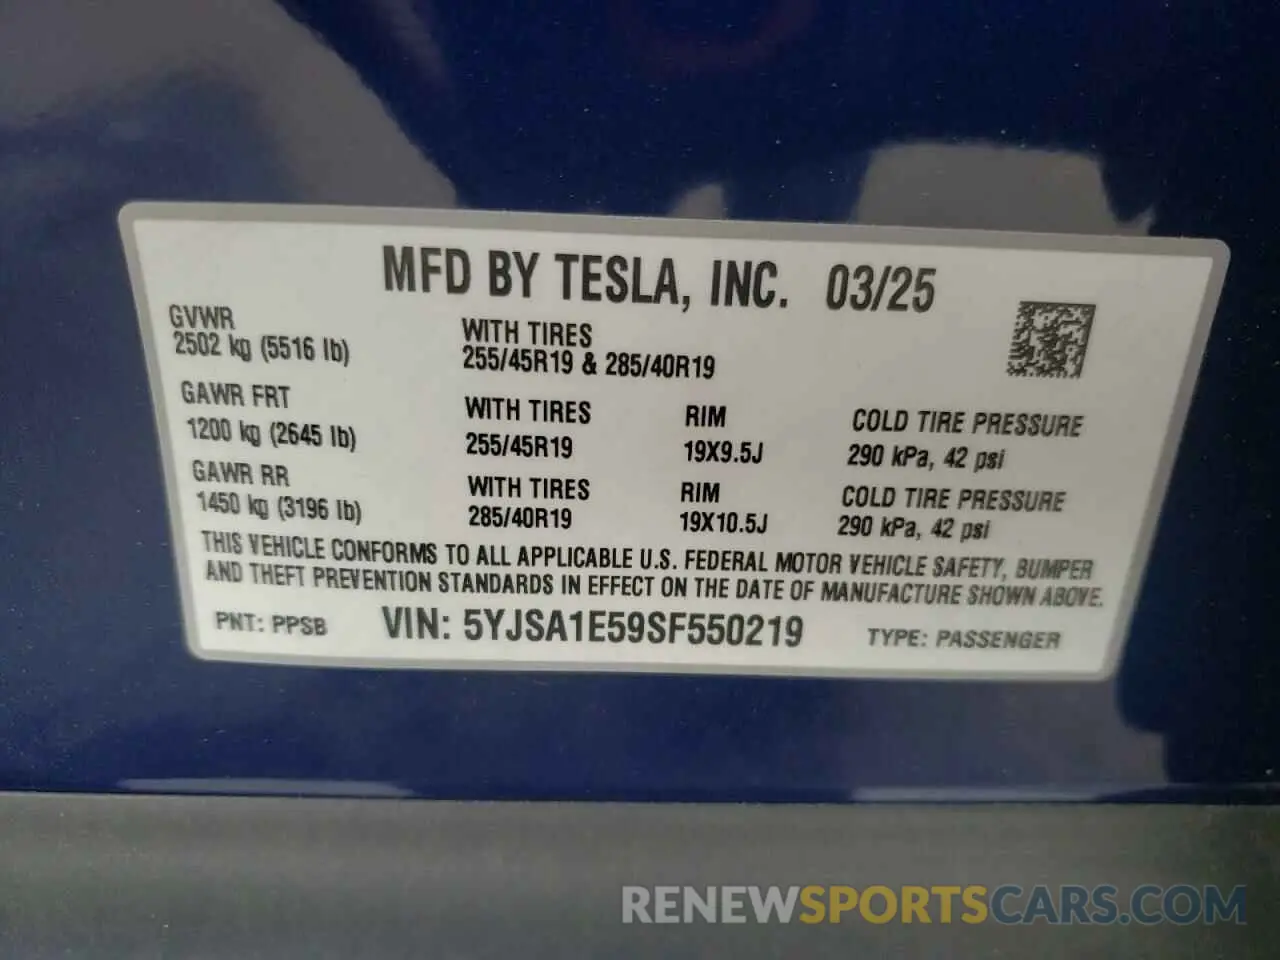 MFD BY TESLA, INC. 03/25
GVWR
2502 kg (5516 lb)
WITH TIRES
255/45R19 & 285/40R19
GAWR FRT
1200 kg (2645 lb)
WITH TIRES
255/45R19
RIM
19X9.5J
COLD TIRE PRESSURE
290 kPa, 42 psi
GAWR RR
1450 kg (3196 lb)
WITH TIRES
285/40R19
RIM
19X10.5J
COLD TIRE PRESSURE
290 kPa, 42 psi
THIS VEHICLE CONFORMS TO ALL APPLICABLE U.S. FEDERAL MOTOR VEHICLE SAFETY, BUMPER
AND THEFT PREVENTION STANDARDS IN EFFECT ON THE DATE OF MANUFACTURE SHOWN ABOVE.
PNT: PPSB VIN: 5YJSA1E59SF550219 TYPE: PASSENGER
RENEWSPORTSCARS.COM